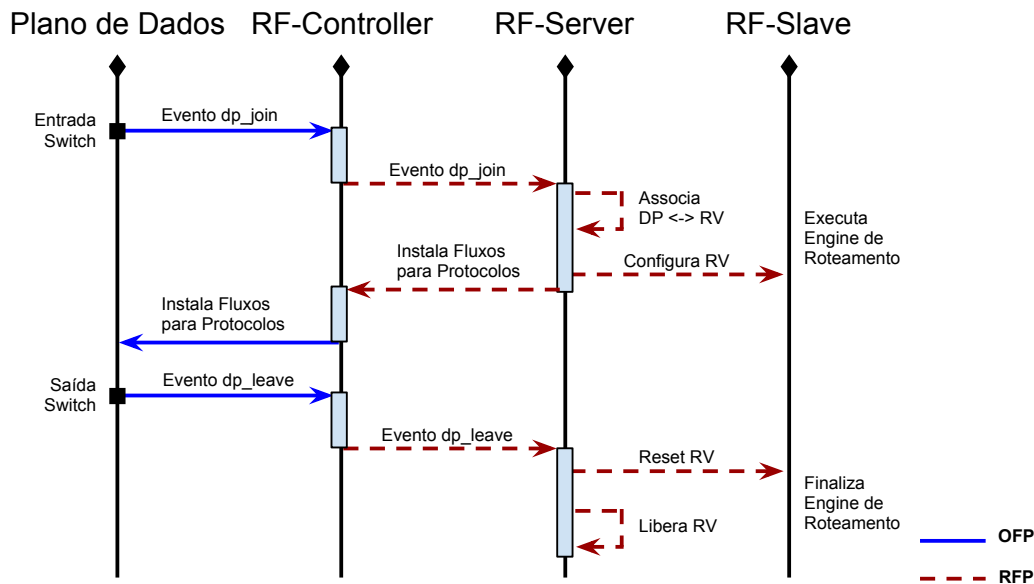 Plano de Dados
RF-Controller
RF-Server
RF-Slave
Entrada
Switch
Evento dp_join
Evento dp_join
Associa
DP <-> RV
Executa
Engine de
Roteamento
Configura RV
Instala Fluxos
para Protocolos
Instala Fluxos
para Protocolos
Saída
Switch
Evento dp_leave
Evento dp_leave
Reset RV
Finaliza
Engine de
Roteamento
Libera RV
OFP
RFP